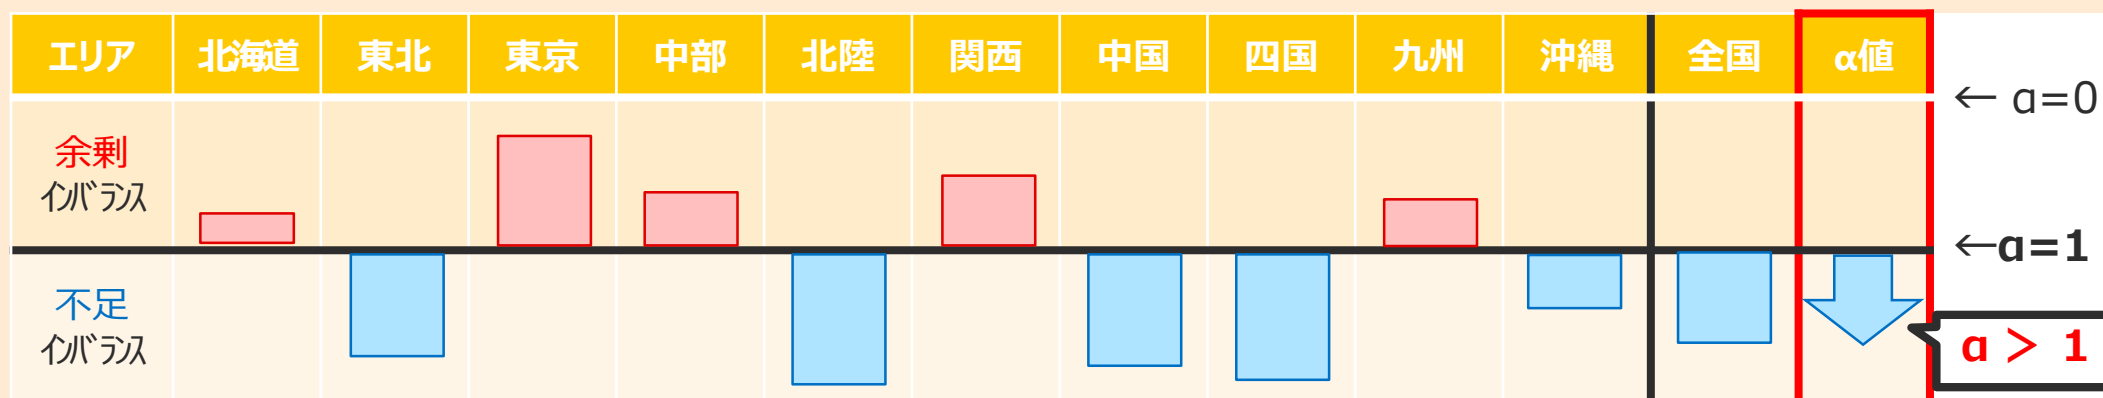 エリア 北海道 東北 東京 中部 北陸 関西 中国 四国 九州 沖縄 全国 α値
← α=0
余剰
インバランス
←α=1
不足
インバランス
α > 1